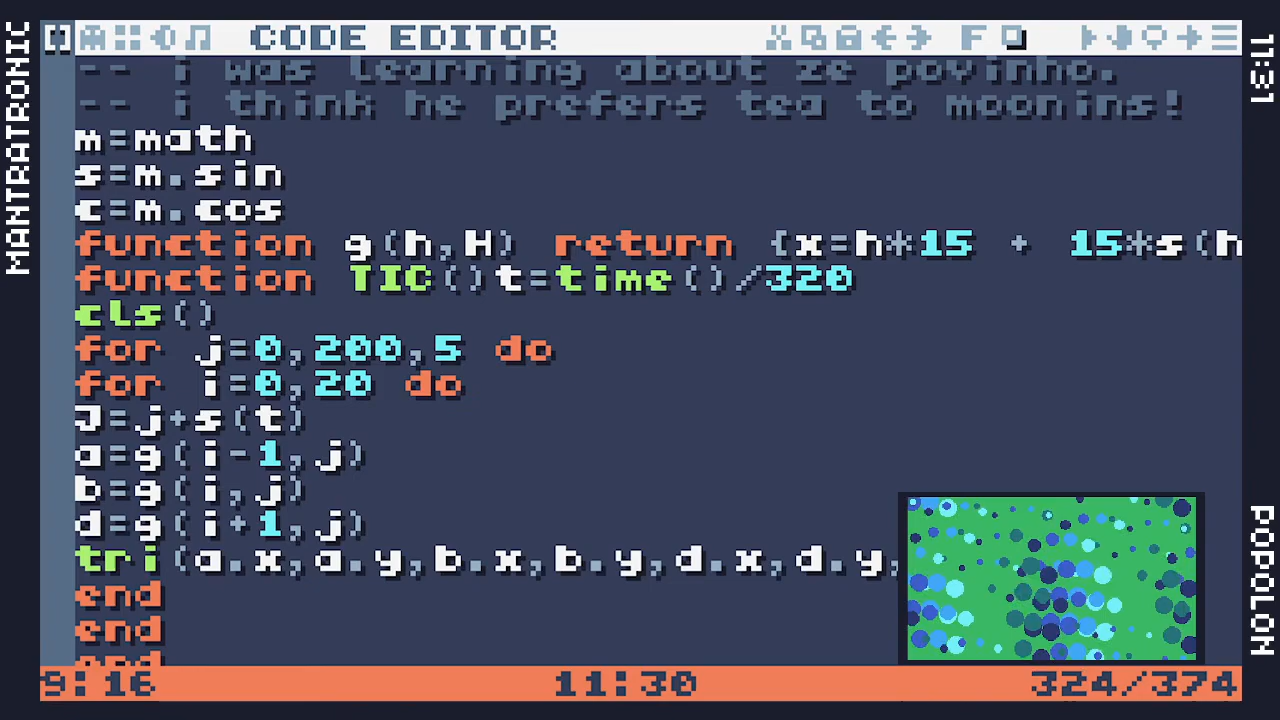 CODE EDITOR
F
-- i was learning about ze povinho.
-- i think he prefers tea to moonins!
m=math
s=m.sin
c=m.cos
function g(h,H) return {x=h*15 + 15*s(h
function TIC()t=time()/320
cls()
for j=0,200,5 do
for i=0,20 do
J=j+s(t)
a=g(i-1,j)
b=g(i,j)
d=g(i+1,j)
tri(a.x,a.y,b.x,b.y,d.x,d.y,
end
end
end
9:16
11:30
324/374
MANTRATRONIC
11:31
POPOLON